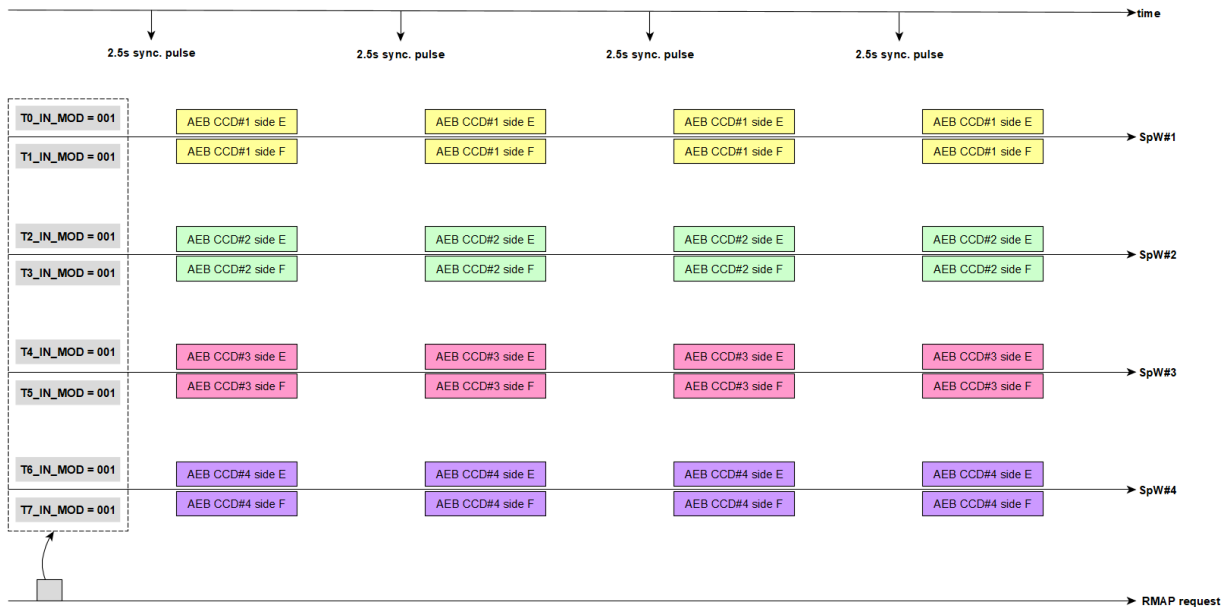 time
2.5s sync. pulse 2.5s sync. pulse 2.5s sync. pulse 2.5s sync. pulse
T0_IN_MOD = 001 AEB CCD#1 side E AEB CCD#1 side E AEB CCD#1 side E AEB CCD#1 side E
SpW#1
T1_IN_MOD = 001 AEB CCD#1 side F AEB CCD#1 side F AEB CCD#1 side F AEB CCD#1 side F
T2_IN_MOD = 001 AEB CCD#2 side E AEB CCD#2 side E AEB CCD#2 side E AEB CCD#2 side E
SpW#2
T3_IN_MOD = 001 AEB CCD#2 side F AEB CCD#2 side F AEB CCD#2 side F AEB CCD#2 side F
T4_IN_MOD = 001 AEB CCD#3 side E AEB CCD#3 side E AEB CCD#3 side E AEB CCD#3 side E
SpW#3
T5_IN_MOD = 001 AEB CCD#3 side F AEB CCD#3 side F AEB CCD#3 side F AEB CCD#3 side F
T6_IN_MOD = 001 AEB CCD#4 side E AEB CCD#4 side E AEB CCD#4 side E AEB CCD#4 side E
SpW#4
T7_IN_MOD = 001 AEB CCD#4 side F AEB CCD#4 side F AEB CCD#4 side F AEB CCD#4 side F
RMAP request